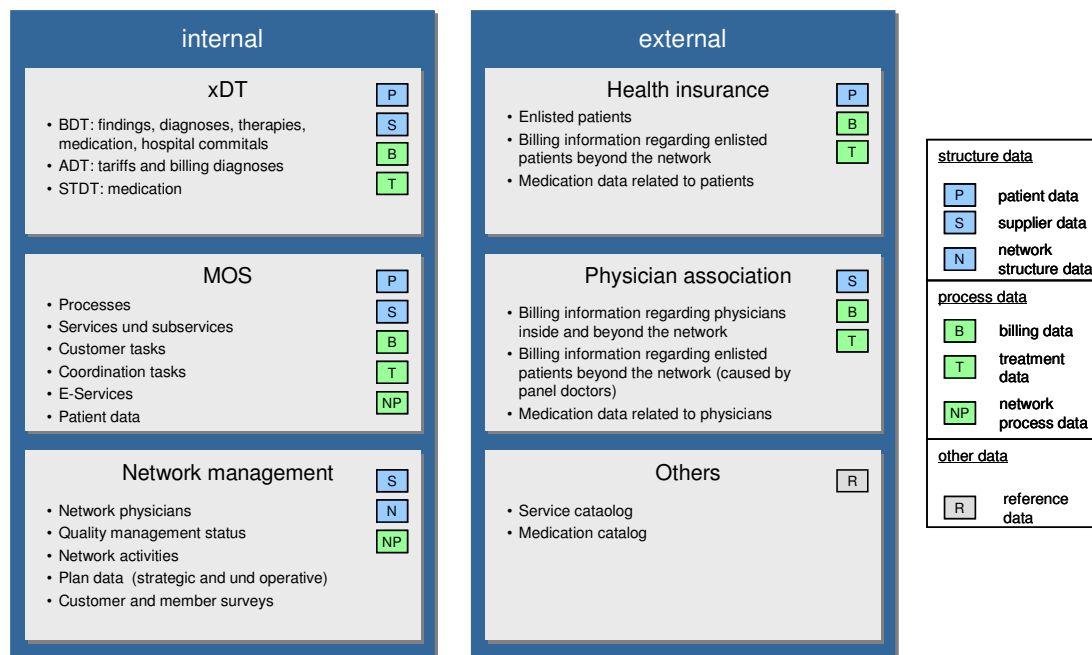 internal
xDT
P
S
B
T
• BDT: findings, diagnoses, therapies,
medication, hospital commitals
• ADT: tariffs and billing diagnoses
• STDT: medication
MOS
P
S
B
T
NP
• Processes
• Services und subservices
• Customer tasks
• Coordination tasks
• E-Services
• Patient data
Network management
S
N
NP
• Network physicians
• Quality management status
• Network activities
• Plan data (strategic and und operative)
• Customer and member surveys
external
Health insurance
P
B
T
• Enlisted patients
• Billing information regarding enlisted
patients beyond the network
• Medication data related to patients
Physician association
S
B
T
• Billing information regarding physicians
inside and beyond the network
• Billing information regarding enlisted
patients beyond the network (caused by
panel doctors)
• Medication data related to physicians
Others
R
• Service cataolog
• Medication catalog
structure data
P patient data
S supplier data
N network
structure data
process data
B billing data
T treatment
data
NP network
process data
other data
R reference
data